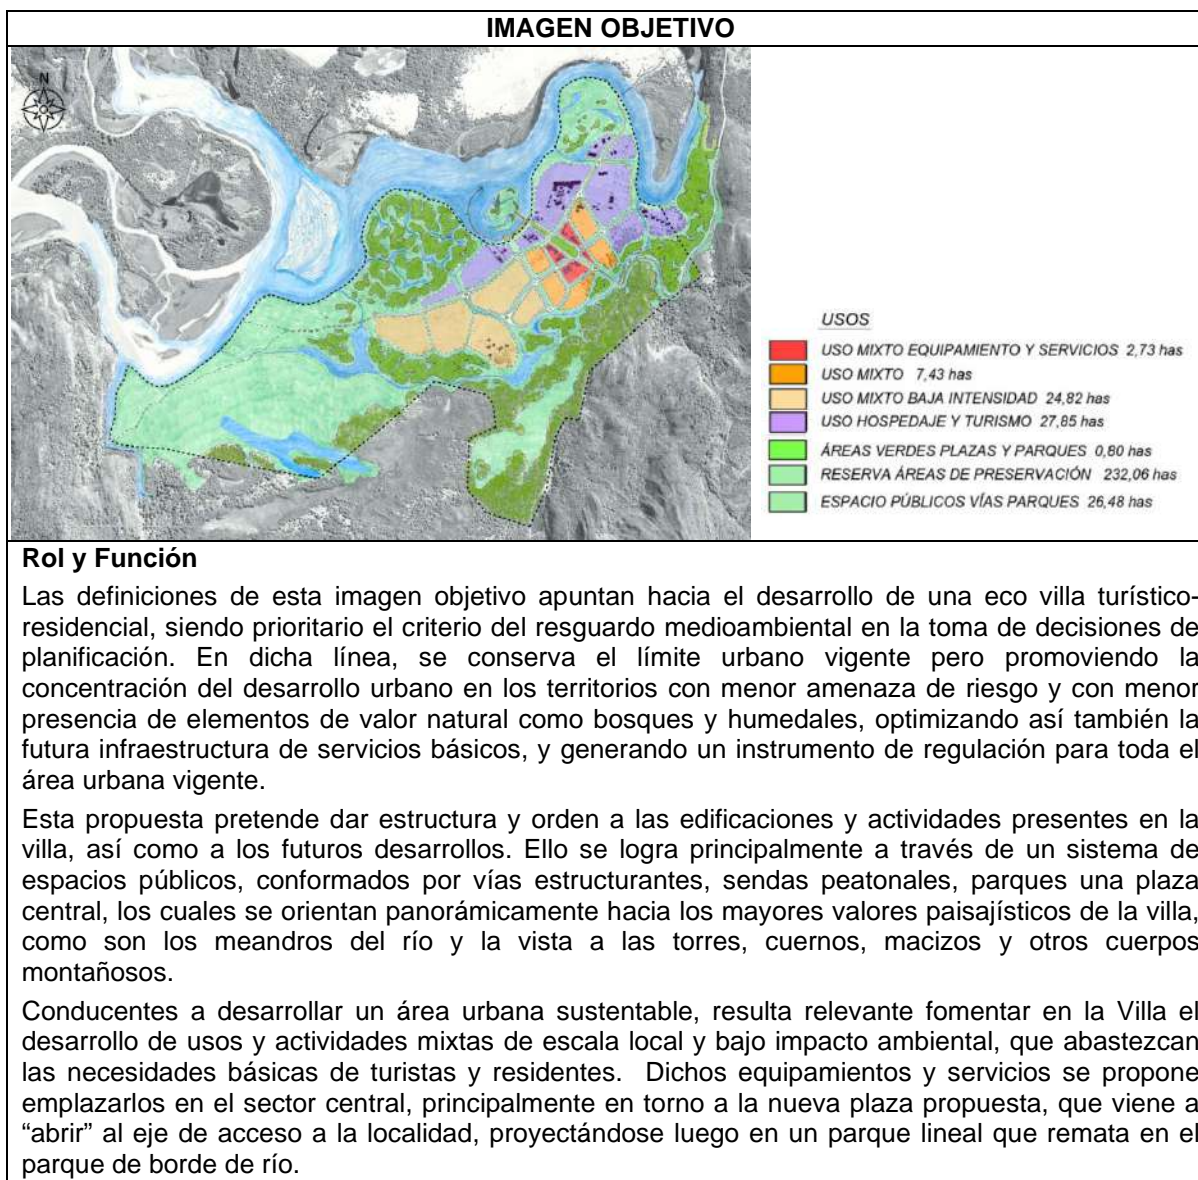 IMAGEN OBJETIVO
N
USOS
USO MIXTO EQUIPAMIENTO Y SERVICIOS 2,73 has
USO MIXTO 7,43 has
USO MIXTO BAJA INTENSIDAD 24,82 has
USO HOSPEDAJE Y TURISMO 27,85 has
ÁREAS VERDES PLAZAS Y PARQUES 0,80 has
RESERVA ÁREAS DE PRESERVACIÓN 232,06 has
ESPACIO PÚBLICOS VÍAS PARQUES 26,48 has
Rol y Función
Las definiciones de esta imagen objetivo apuntan hacia el desarrollo de una eco villa turístico-
residencial, siendo prioritario el criterio del resguardo medioambiental en la toma de decisiones de
planificación. En dicha línea, se conserva el límite urbano vigente pero promoviendo la
concentración del desarrollo urbano en los territorios con menor amenaza de riesgo y con menor
presencia de elementos de valor natural como bosques y humedales, optimizando así también la
futura infraestructura de servicios básicos, y generando un instrumento de regulación para toda el
área urbana vigente.
Esta propuesta pretende dar estructura y orden a las edificaciones y actividades presentes en la
villa, así como a los futuros desarrollos. Ello se logra principalmente a través de un sistema de
espacios públicos, conformados por vías estructurantes, sendas peatonales, parques una plaza
central, los cuales se orientan panorámicamente hacia los mayores valores paisajísticos de la villa,
como son los meandros del río y la vista a las torres, cuernos, macizos y otros cuerpos
montañosos.
Conducentes a desarrollar un área urbana sustentable, resulta relevante fomentar en la Villa el
desarrollo de usos y actividades mixtas de escala local y bajo impacto ambiental, que abastezcan
las necesidades básicas de turistas y residentes. Dichos equipamientos y servicios se propone
emplazarlos en el sector central, principalmente en torno a la nueva plaza propuesta, que viene a
“abrir” al eje de acceso a la localidad, proyectándose luego en un parque lineal que remata en el
parque de borde de río.